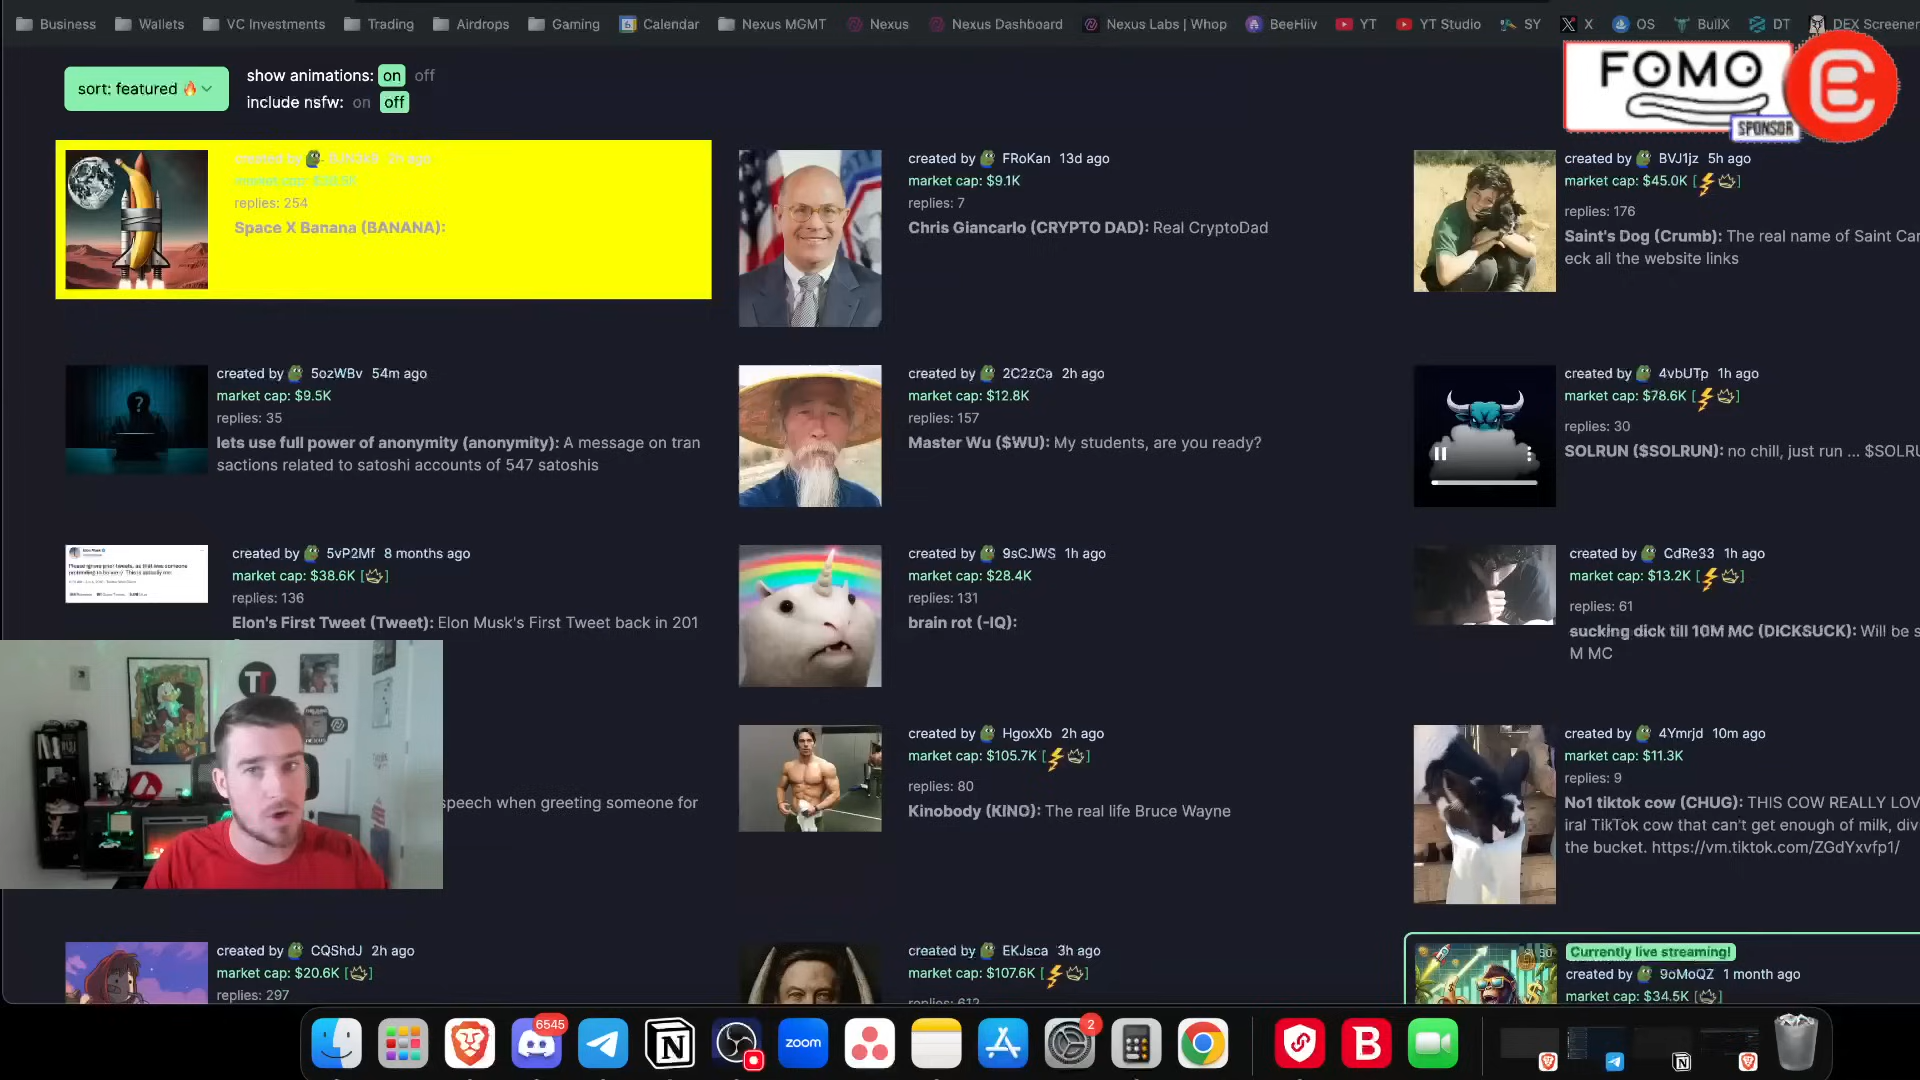 Business Wallets VC Investments Trading Airdrops Gaming Calendar Nexus MGMT Nexus Nexus Dashboard Nexus Labs | Whop BeeHiiv YT YT Studio SY X OS BullX DT DEX Screener
sort: featured
show animations: on off
include nsfw: on off
FOMO
SPONSOR
created by 2h ago
replies: 254
Space X Banana (BANANA):
created by FRoKan 13d ago
market cap: $9.1K
replies: 7
Chris Giancarlo (CRYPTO DAD): Real CryptoDad
created by BVJ1jz 5h ago
market cap: $45.0K [ ]
replies: 176
Saint's Dog (Crumb): The real name of Saint Car
eck all the website links
created by 5ozWBv 54m ago
market cap: $9.5K
replies: 35
lets use full power of anonymity (anonymity): A message on tran
sactions related to satoshi accounts of 547 satoshis
created by 2C2zCa 2h ago
market cap: $12.8K
replies: 157
Master Wu ($WU): My students, are you ready?
created by 4vbUTp 1h ago
market cap: $78.6K [ ]
replies: 30
SOLRUN ($SOLRUN): no chill, just run ... $SOLRU
created by 5vP2Mf 8 months ago
market cap: $38.6K [ ]
replies: 136
Elon's First Tweet (Tweet): Elon Musk's First Tweet back in 201
created by 9sCJWS 1h ago
market cap: $28.4K
replies: 131
brain rot (-IQ):
created by CdRe33 1h ago
market cap: $13.2K [ ]
replies: 61
sucking dick till 10M MC (DICKSUCK): Will be s
M MC
speech when greeting someone for
created by HgoxXb 2h ago
market cap: $105.7K [ ]
replies: 80
Kinobody (KINO): The real life Bruce Wayne
created by 4Ymrjd 10m ago
market cap: $11.3K
replies: 9
No1 tiktok cow (CHUG): THIS COW REALLY LOV
iral TikTok cow that can't get enough of milk, div
the bucket. https://vm.tiktok.com/ZGdYxvfp1/
created by CQShdJ 2h ago
market cap: $20.6K [ ]
replies: 297
created by EKJsca 3h ago
market cap: $107.6K [ ]
replies: 612
Currently live streaming!
created by 9oMoQZ 1 month ago
market cap: $34.5K [ ]
6545
zoom
2